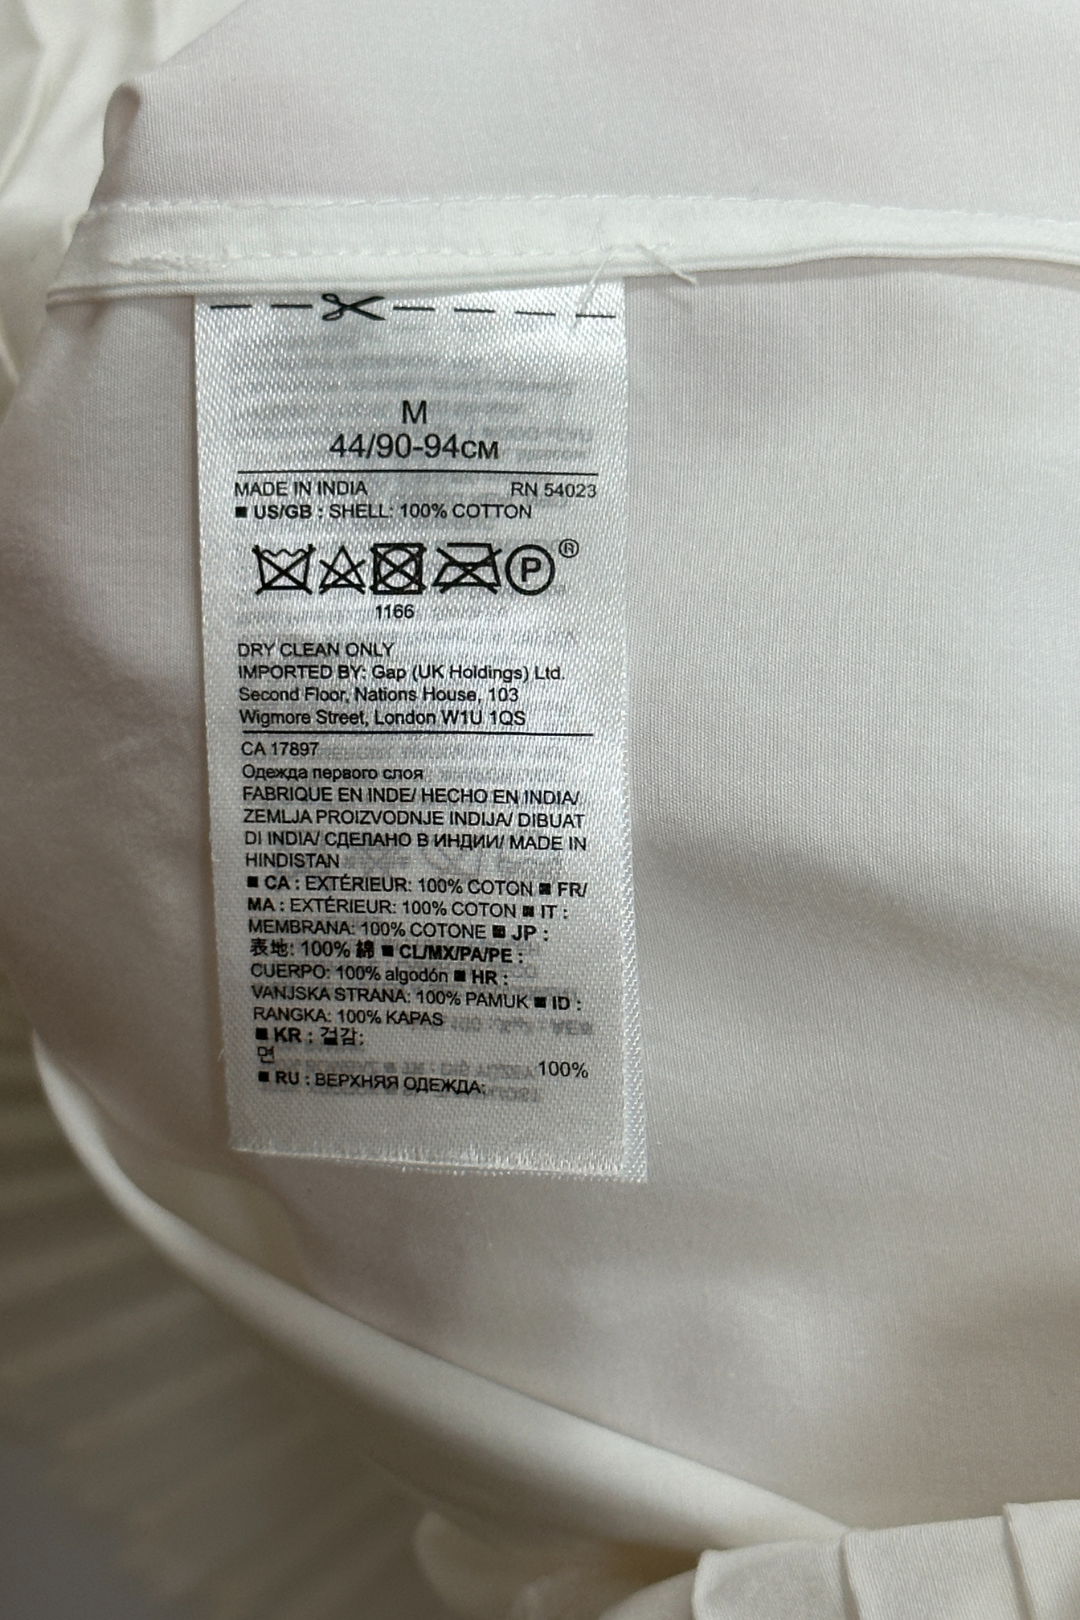 M
44/90-94СМ
MADE IN INDIA RN 54023
■ US/GB : SHELL: 100% COTTON
P ®
1166
DRY CLEAN ONLY
IMPORTED BY: Gap (UK Holdings) Ltd.
Second Floor, Nations House, 103
Wigmore Street, London W1U 1QS
CA 17897
Одежда первого слоя
FABRIQUE EN INDE/ HECHO EN INDIA/
ZEMLJA PROIZVODNJE INDIJA/ DIBUAT
DI INDIA/ СДЕЛАНО В ИНДИИ/ MADE IN
HINDISTAN
■ CA : EXTÉRIEUR: 100% COTON ■ FR/
MA : EXTÉRIEUR: 100% COTON ■ IT :
MEMBRANA: 100% COTONE ■ JP :
表地: 100% 綿 ■ CL/MX/PA/PE :
CUERPO: 100% algodón ■ HR :
VANJSKA STRANA: 100% PAMUK ■ ID :
RANGKA: 100% KAPAS
■ KR : 겉감:
면 100%
■ RU : ВЕРХНЯЯ ОДЕЖДА: